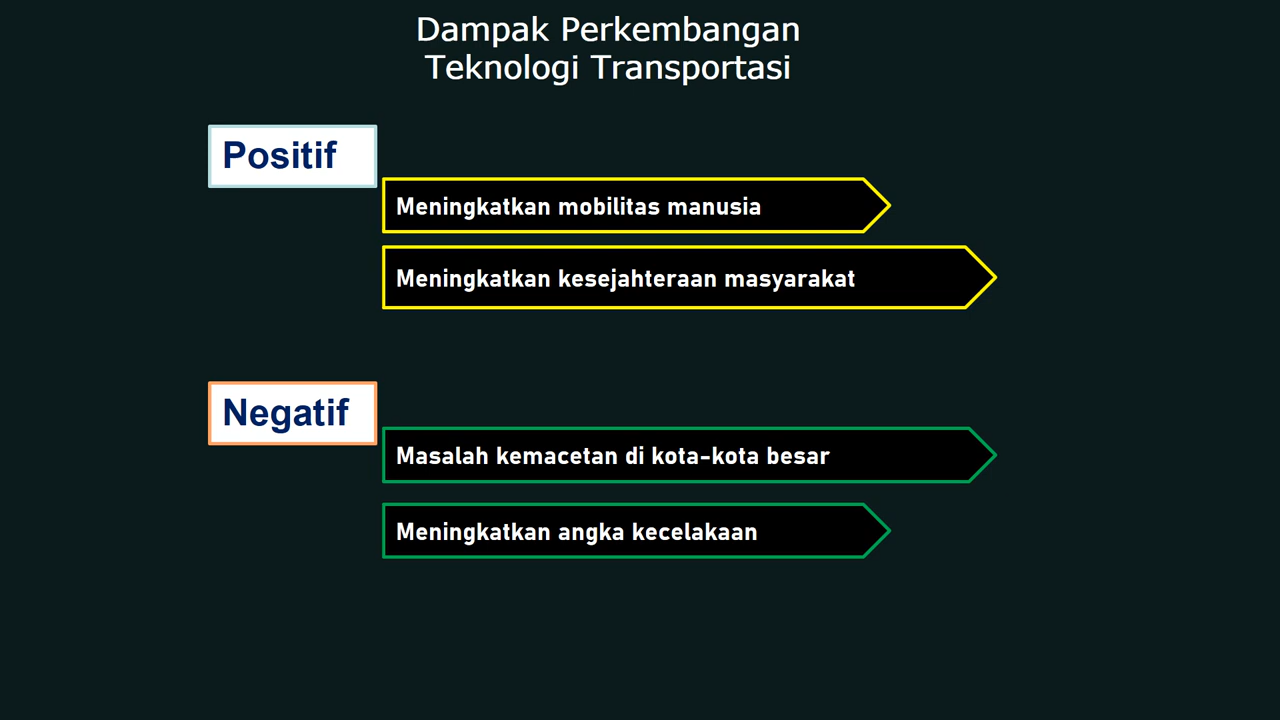 Dampak Perkembangan
Teknologi Transportasi
Positif
Meningkatkan mobilitas manusia
Meningkatkan kesejahteraan masyarakat
Negatif
Masalah kemacetan di kota-kota besar
Meningkatkan angka kecelakaan